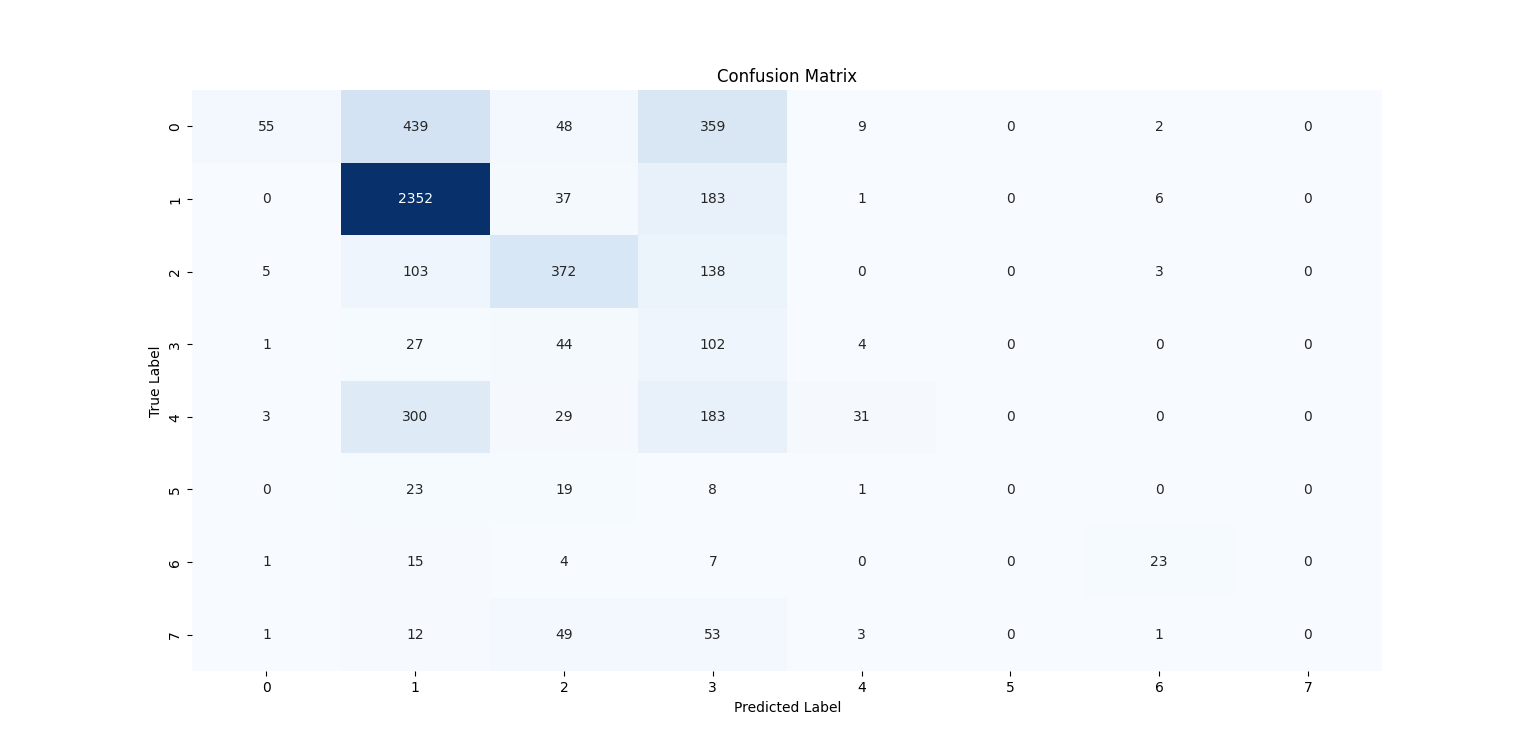 Confusion Matrix
0 55 439 48 359 9 0 2 0
1 0 2352 37 183 1 0 6 0
2 5 103 372 138 0 0 3 0
3 1 27 44 102 4 0 0 0
4 3 300 29 183 31 0 0 0
5 0 23 19 8 1 0 0 0
6 1 15 4 7 0 0 23 0
7 1 12 49 53 3 0 1 0
True Label
0 1 2 3 4 5 6 7
Predicted Label